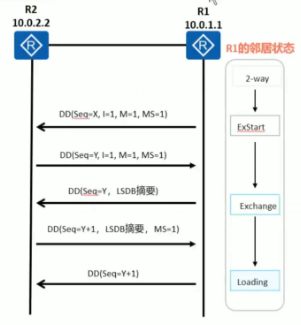 R2
10.0.2.2
R1
10.0.1.1
R1的邻居状态
2-way
DD(Seq=X, I=1, M=1, MS=1)
ExStart
DD(Seq=Y, I=1, M=1, MS=1)
DD(Seq=Y，LSDB摘要)
Exchange
DD(Seq=Y+1，LSDB摘要，MS=1)
DD(Seq=Y+1)
Loading